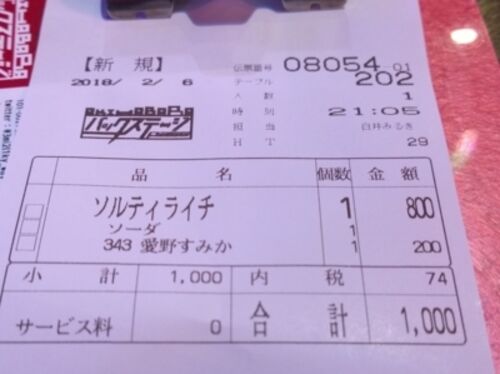 【新 規】 伝票番号 08054 01
2018/ 2/ 6 テーブル 202
人 数 1
時 刻 21:05
バックステージ 担 当 白井みるき
H T 29
品 名 個数 金 額
ソルティライチ 1 800
ソーダ 1
343 愛野すみか 1 200
小 計 1,000 内 税 74
サービス料 0 合 計 1,000